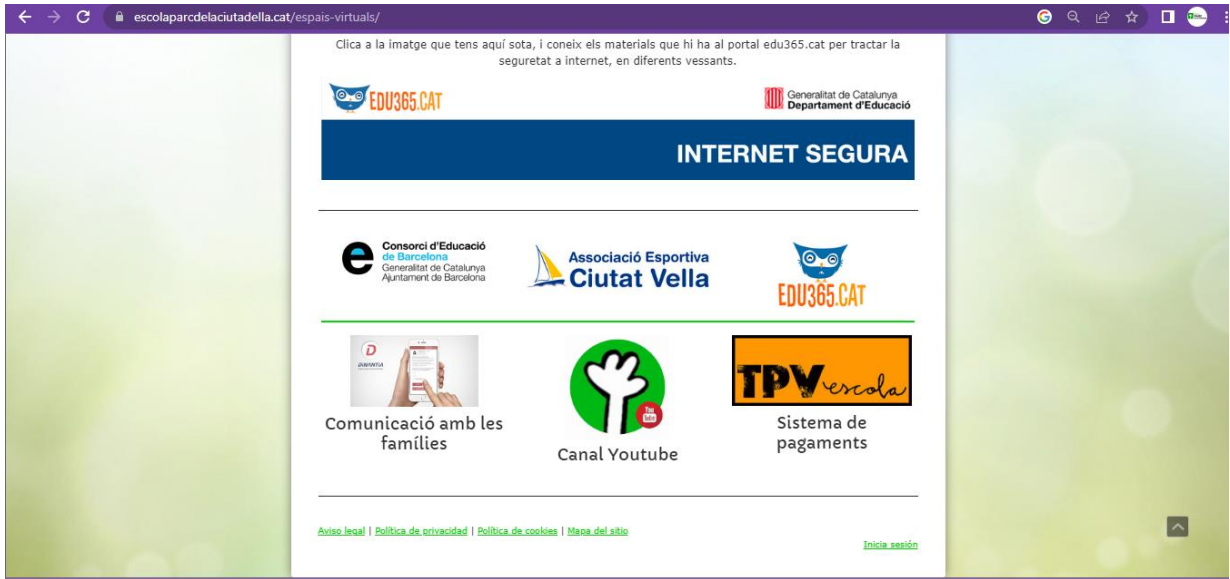 escolaparcdelaciutadella.cat/espais-virtuals/
Clica a la imatge que tens aquí sota, i coneix els materials que hi ha al portal edu365.cat per tractar la
seguretat a internet, en diferents vessants.
EDU365.CAT
Generalitat de Catalunya
Departament d'Educació
INTERNET SEGURA
e
Consorci d'Educació
de Barcelona
Generalitat de Catalunya
Ajuntament de Barcelona
Associació Esportiva
Ciutat Vella
EDU365.CAT
D
DINANTIA
You
Tube
TPVescola
Comunicació amb les
famílies
Canal Youtube
Sistema de
pagaments
Aviso legal | Política de privacidad | Política de cookies | Mapa del sitio
Inicia sesión